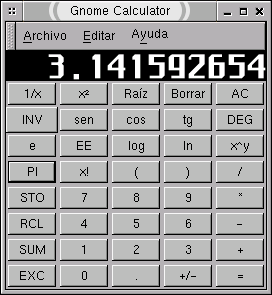 Gnome Calculator
Archivo Editar Ayuda
3.141592654
1/x x² Raíz Borrar AC
INV sen cos tg DEG
e EE log ln x^y
PI x! ( ) /
STO 7 8 9 *
RCL 4 5 6 -
SUM 1 2 3 +
EXC 0 . +/- =